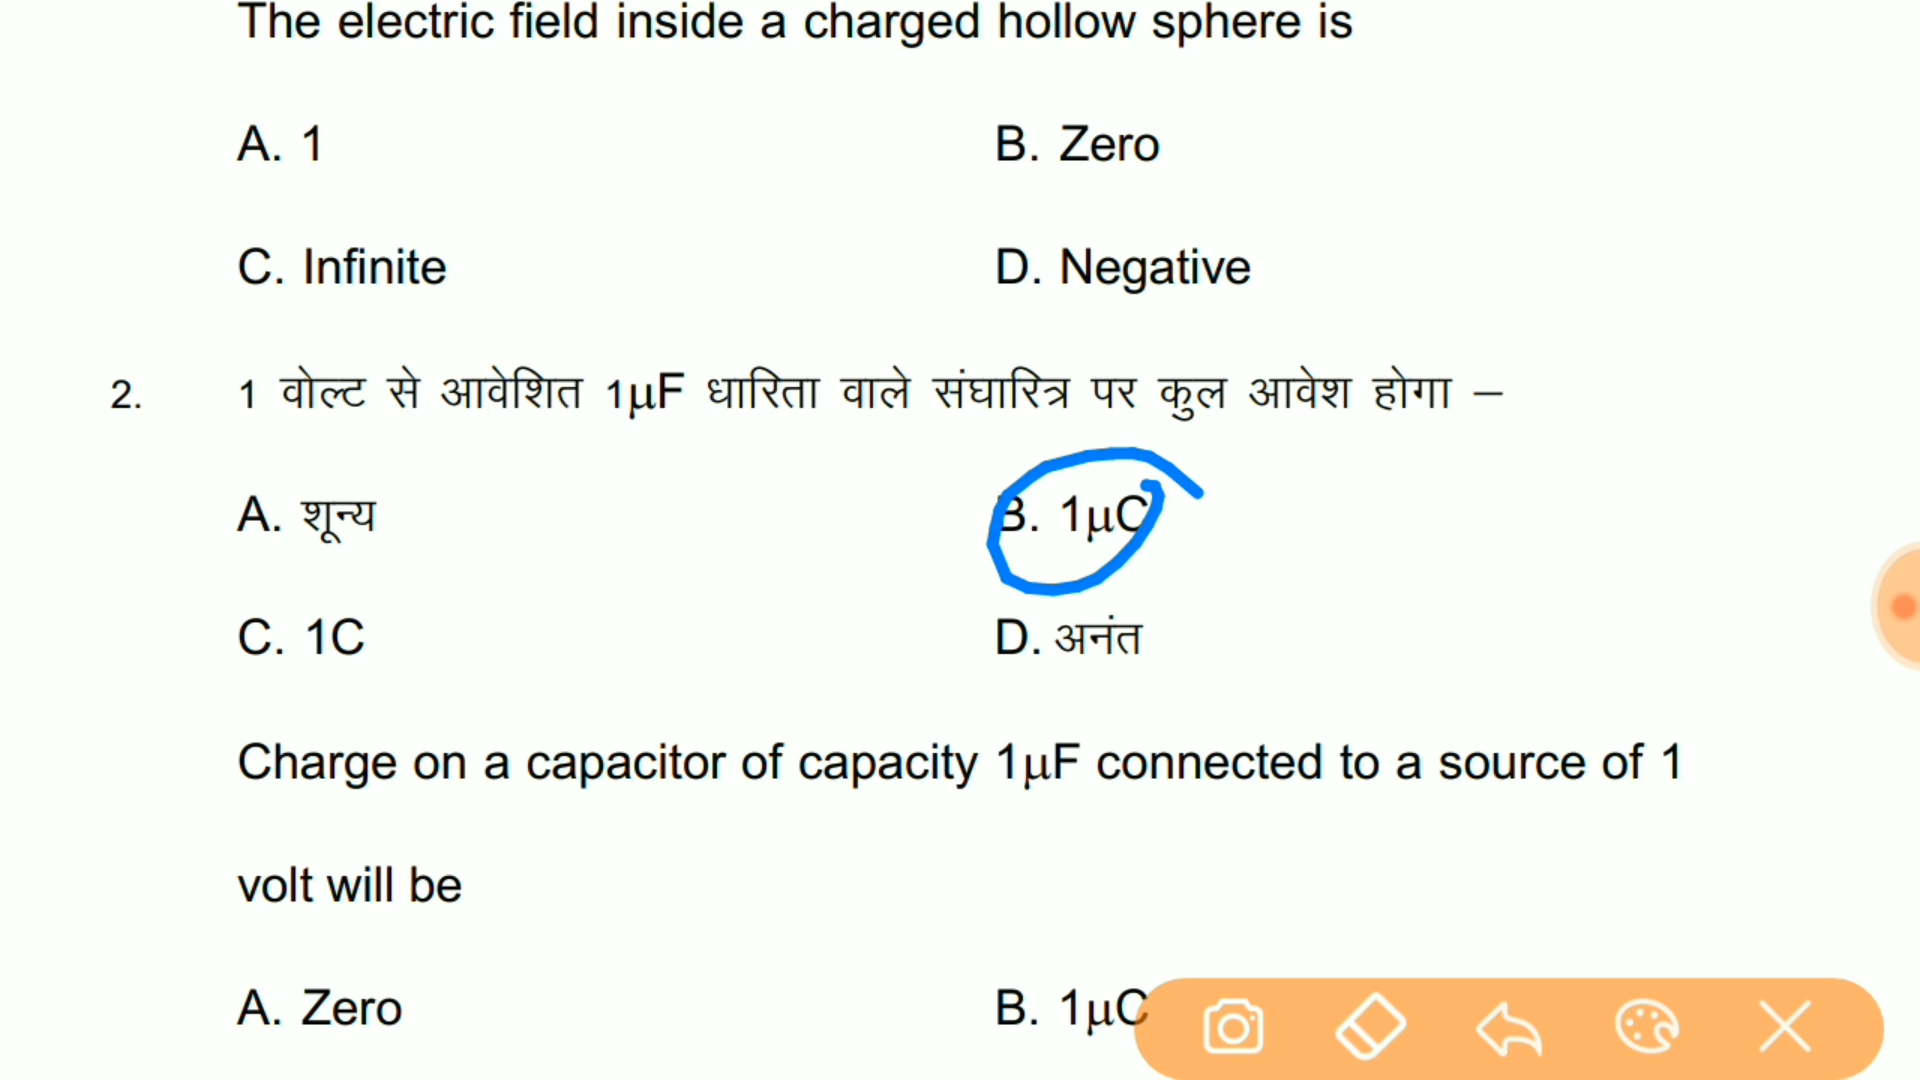 The electric field inside a charged hollow sphere is
A. 1 B. Zero
C. Infinite D. Negative
2. 1 वोल्ट से आवेशित 1μF धारिता वाले संघारित्र पर कुल आवेश होगा –
A. शून्य B. 1μC
C. 1C D. अनंत
Charge on a capacitor of capacity 1μF connected to a source of 1
volt will be
A. Zero B. 1μC